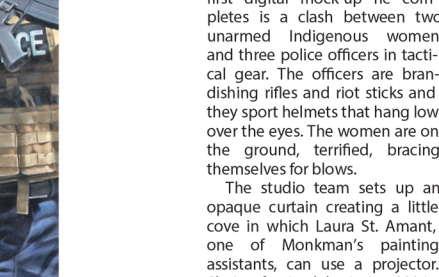 CE
first digital mock-up he com-
pletes is a clash between two
unarmed Indigenous women
and three police officers in tacti-
cal gear. The officers are bran-
dishing rifles and riot sticks and
they sport helmets that hang low
over the eyes. The women are on
the ground, terrified, bracing
themselves for blows.
The studio team sets up an
opaque curtain creating a little
cove in which Laura St. Amant,
one of Monkman's painting
assistants, can use a projector.